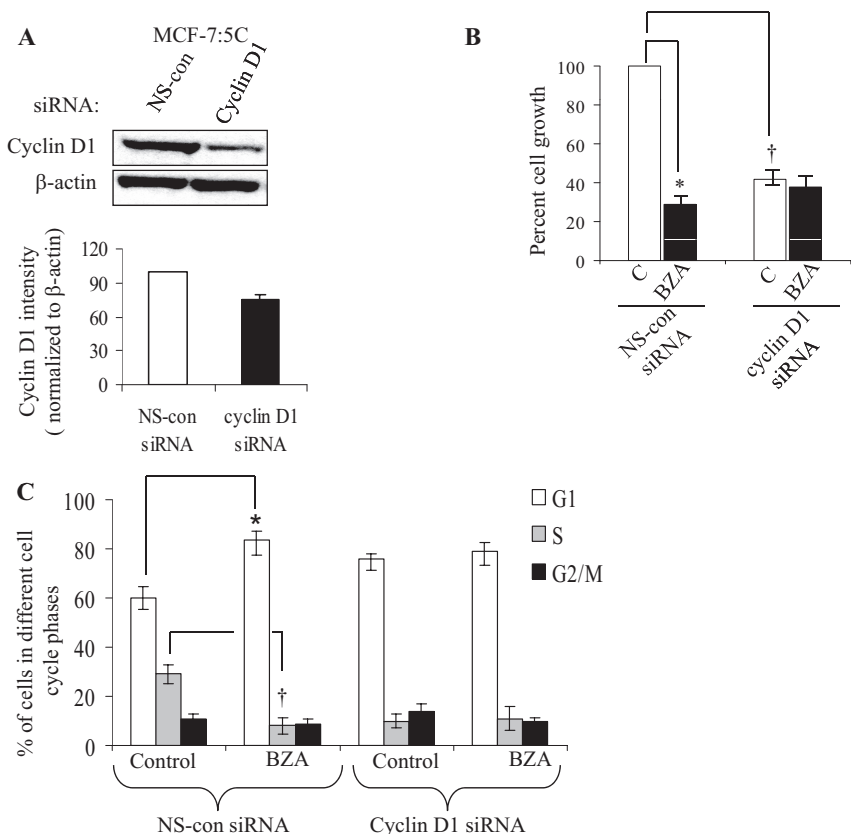 A
MCF-7:5C
siRNA:
NS-con
Cyclin D1
Cyclin D1
β-actin
Cyclin D1 intensity
( normalized to β-actin)
120
90
60
30
0
NS-con
siRNA
cyclin D1
siRNA
B
Percent cell growth
100
80
60
40
20
0
†
*
C
BZA
C
BZA
NS-con
siRNA
cyclin D1
siRNA
C
% of cells in different cell
cycle phases
100
80
60
40
20
0
*
†
G1
S
G2/M
Control
BZA
Control
BZA
NS-con siRNA
Cyclin D1 siRNA